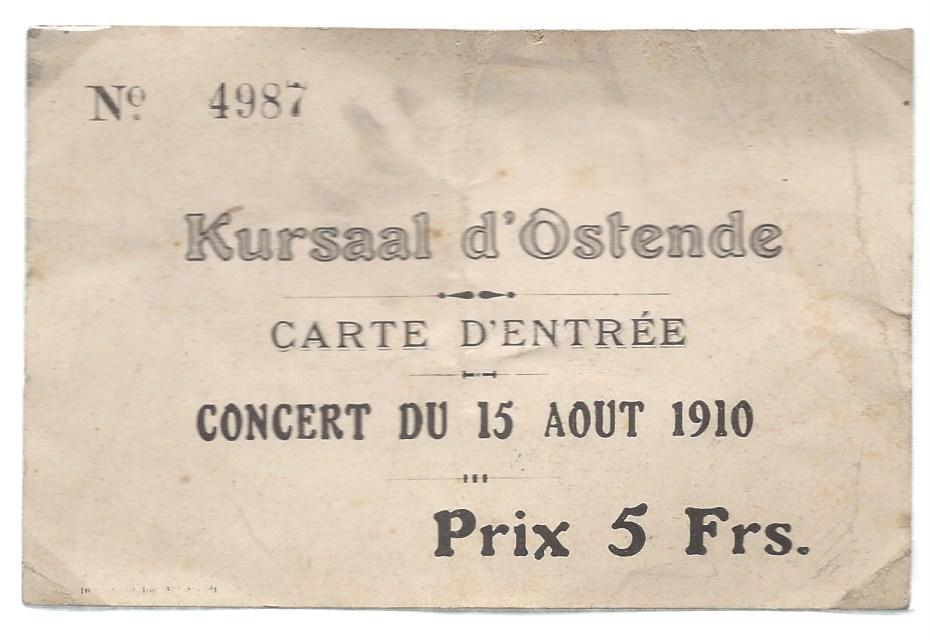 Nº 4987
Kursaal d'Ostende
CARTE D'ENTRÉE
CONCERT DU 15 AOUT 1910
Prix 5 Frs.